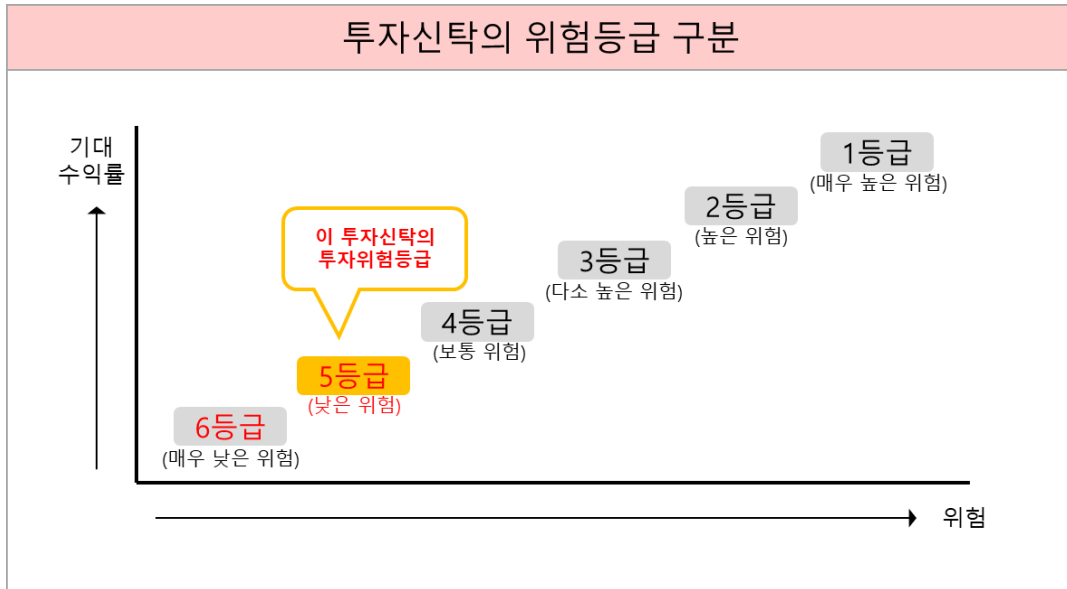 투자신탁의 위험등급 구분
기대
수익률
1등급
(매우 높은 위험)
2등급
(높은 위험)
이 투자신탁의
투자위험등급
3등급
(다소 높은 위험)
4등급
(보통 위험)
5등급
(낮은 위험)
6등급
(매우 낮은 위험)
위험